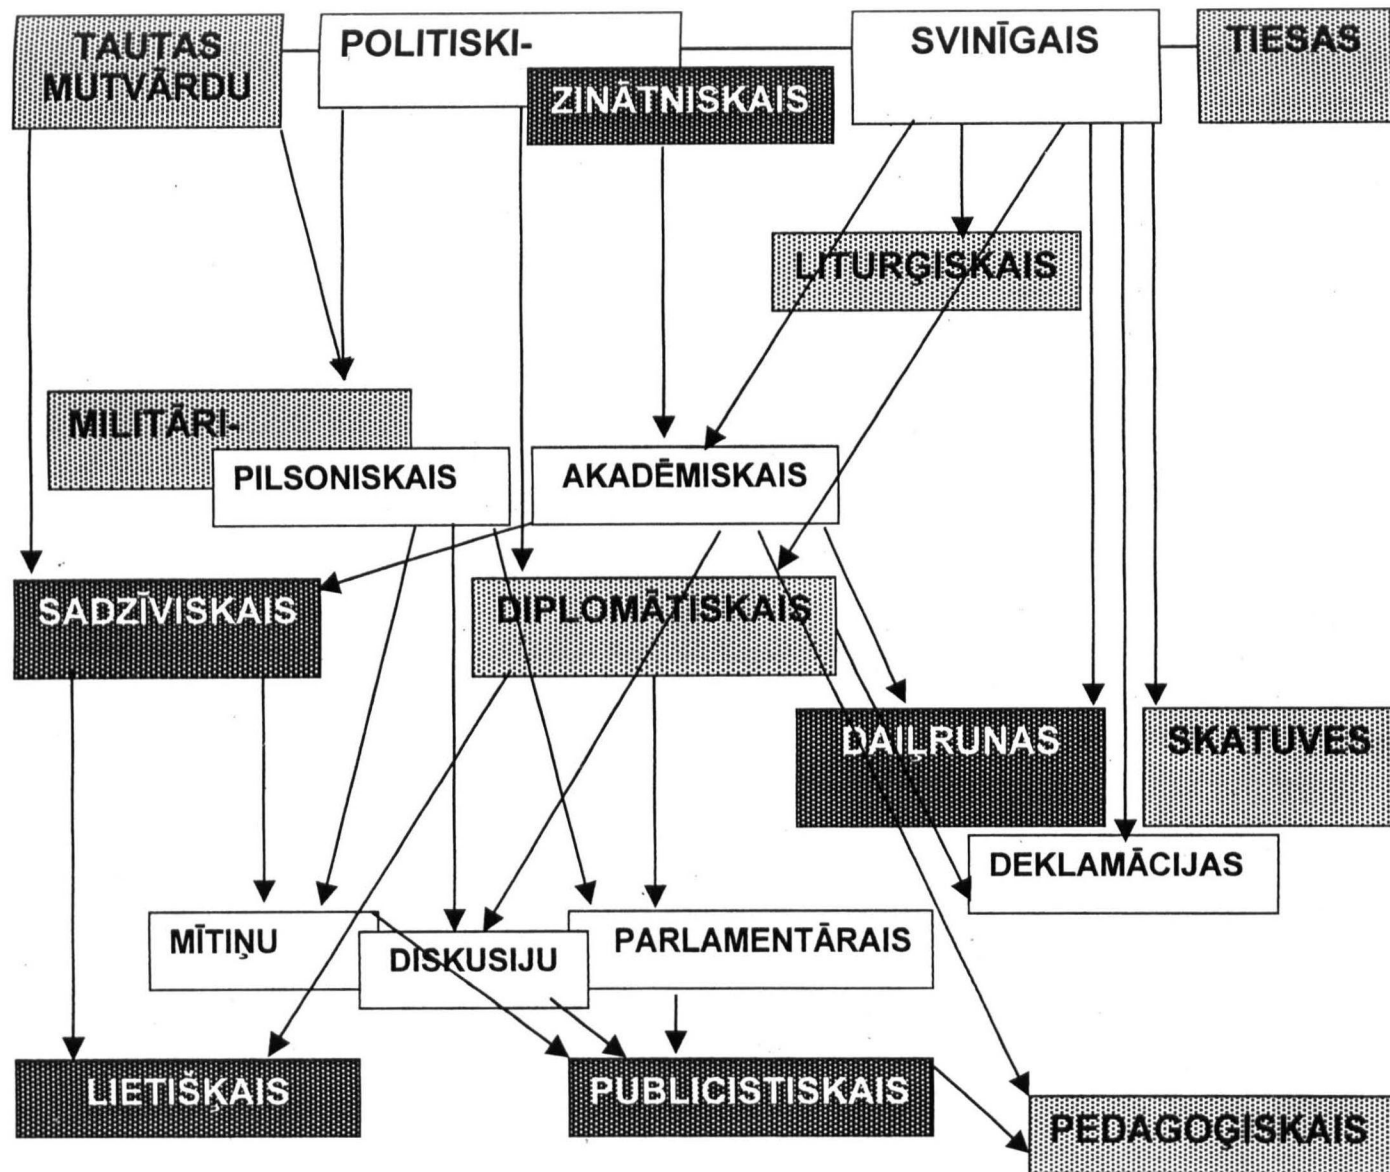 TAUTAS
MUTVĀRDU
POLITISKI-
ZINĀTNISKAIS
SVINĪGAIS
TIESAS
LITURĢISKAIS
MILITĀRI-
PILSONISKAIS
AKADĒMISKAIS
SADZĪVISKAIS
DIPLOMĀTISKAIS
DAIĻRUNAS
SKATUVES
DEKLAMĀCIJAS
MĪTIŅU
DISKUSIJU
PARLAMENTĀRAIS
LIETIŠĶAIS
PUBLICISTISKAIS
PEDAGOĢISKAIS